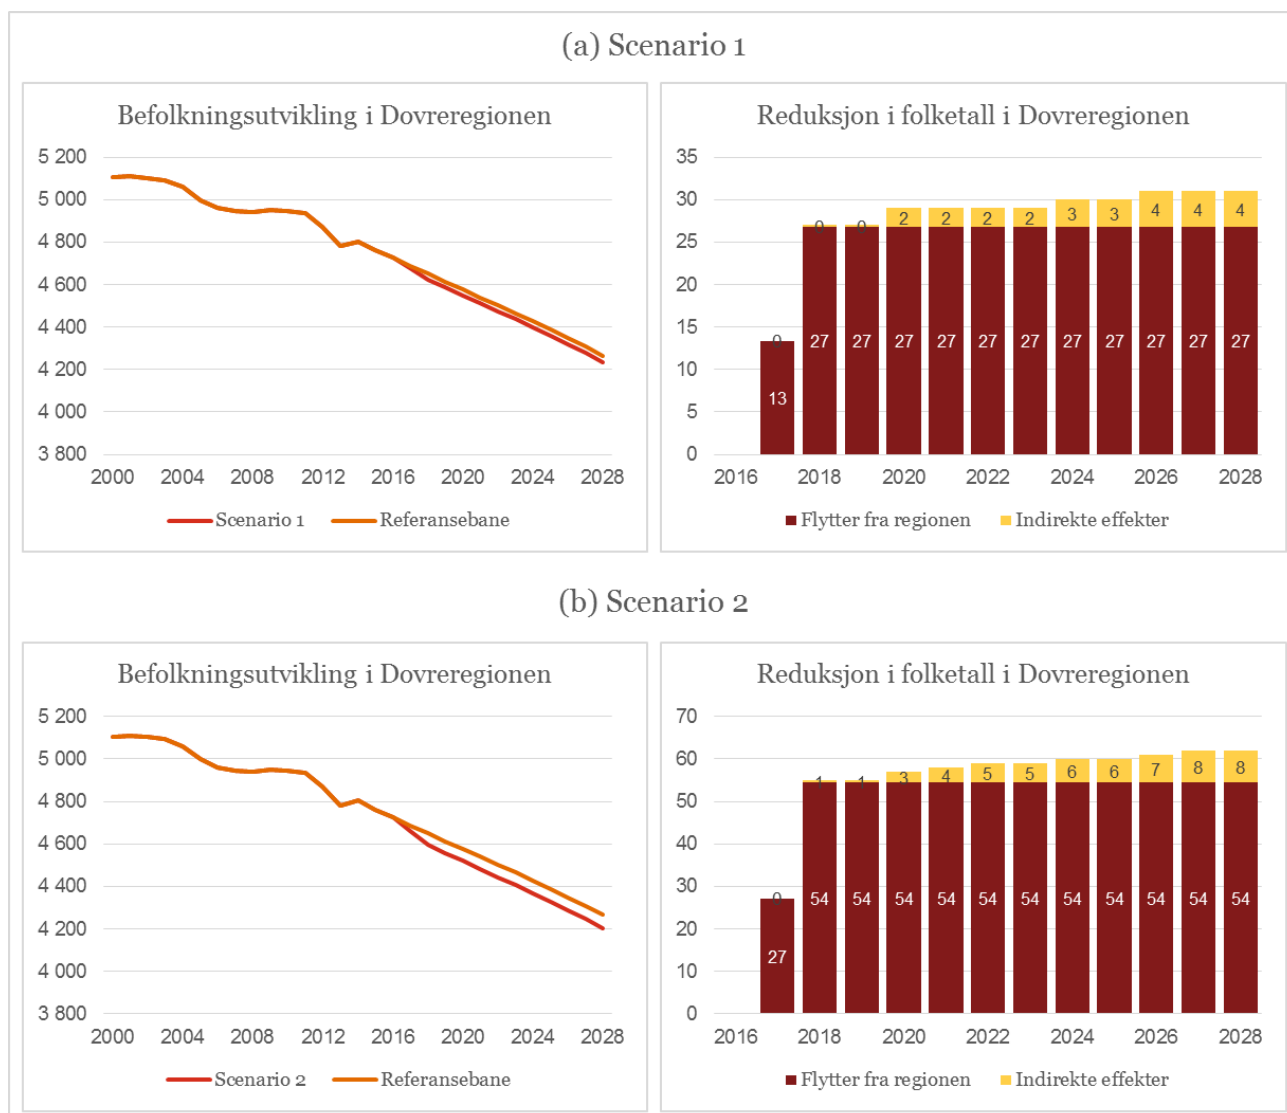 (a) Scenario 1
Befolkningsutvikling i Dovreregionen
5 200
5 000
4 800
4 600
4 400
4 200
4 000
3 800
2000 2004 2008 2012 2016 2020 2024 2028
Scenario 1 Referansebane
Reduksjon i folketall i Dovreregionen
35
30
25
20
15
10
5
0
0 0 0 2 2 2 2 3 3 4 4 4
13 27 27 27 27 27 27 27 27 27 27 27
2016 2018 2020 2022 2024 2026 2028
Flytter fra regionen Indirekte effekter
(b) Scenario 2
Befolkningsutvikling i Dovreregionen
5 200
5 000
4 800
4 600
4 400
4 200
4 000
3 800
2000 2004 2008 2012 2016 2020 2024 2028
Scenario 2 Referansebane
Reduksjon i folketall i Dovreregionen
70
60
50
40
30
20
10
0
0 1 1 3 4 5 5 6 6 7 8 8
27 54 54 54 54 54 54 54 54 54 54 54
2016 2018 2020 2022 2024 2026 2028
Flytter fra regionen Indirekte effekter